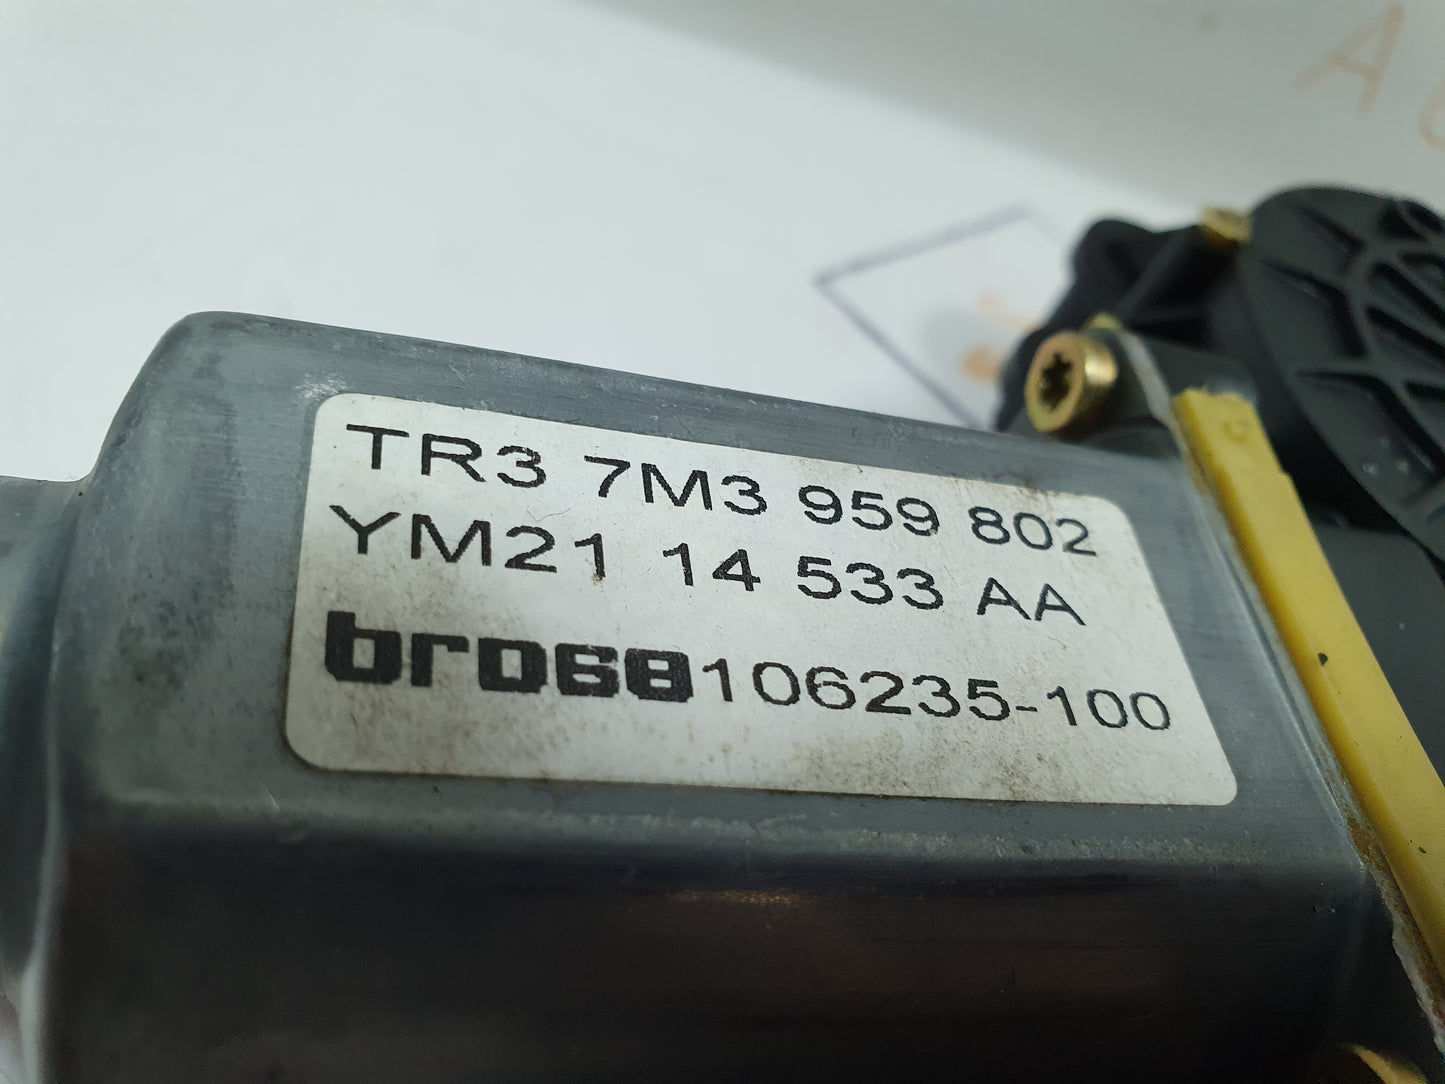 TR3 7M3 959 802
YM21 14 533 AA
brose 106235-100